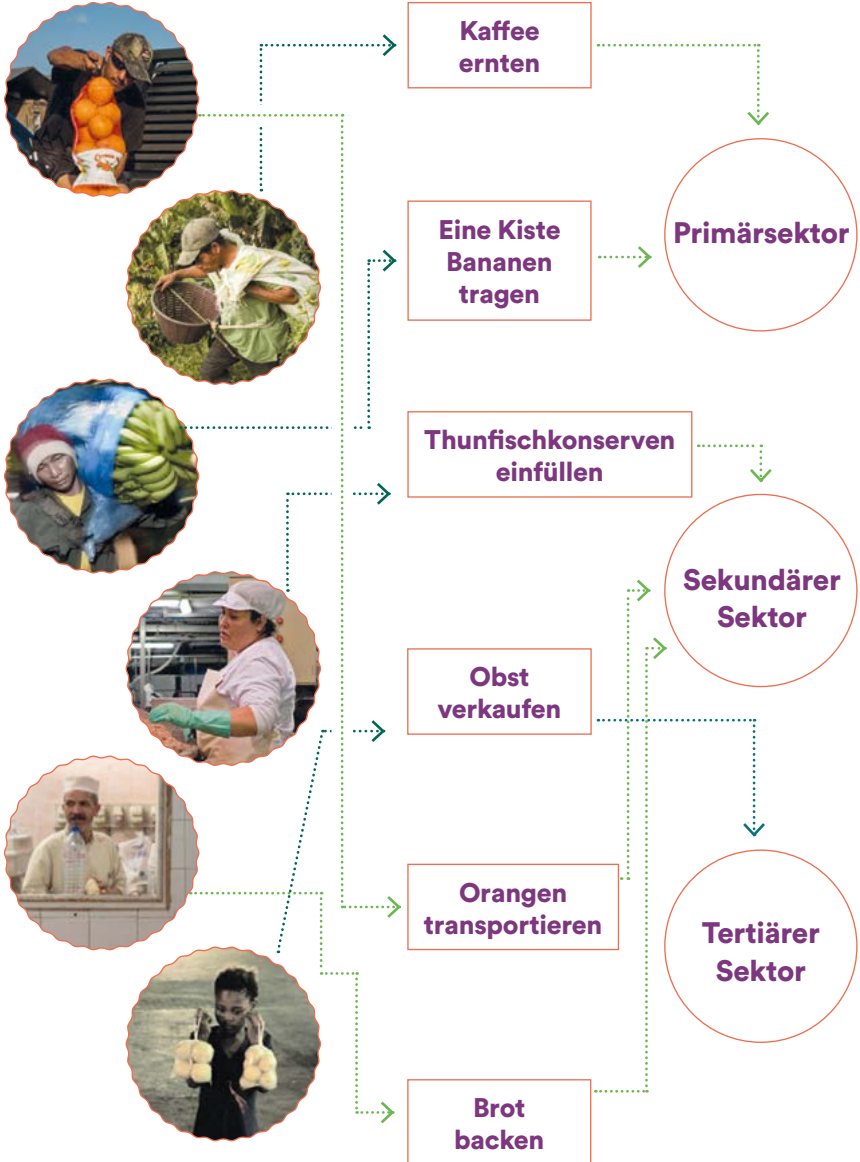 Kaffee
ernten
Eine Kiste
Bananen
tragen
Primärsektor
Thunfischkonserven
einfüllen
Sekundärer
Sektor
Obst
verkaufen
Orangen
transportieren
Tertiärer
Sektor
Brot
backen